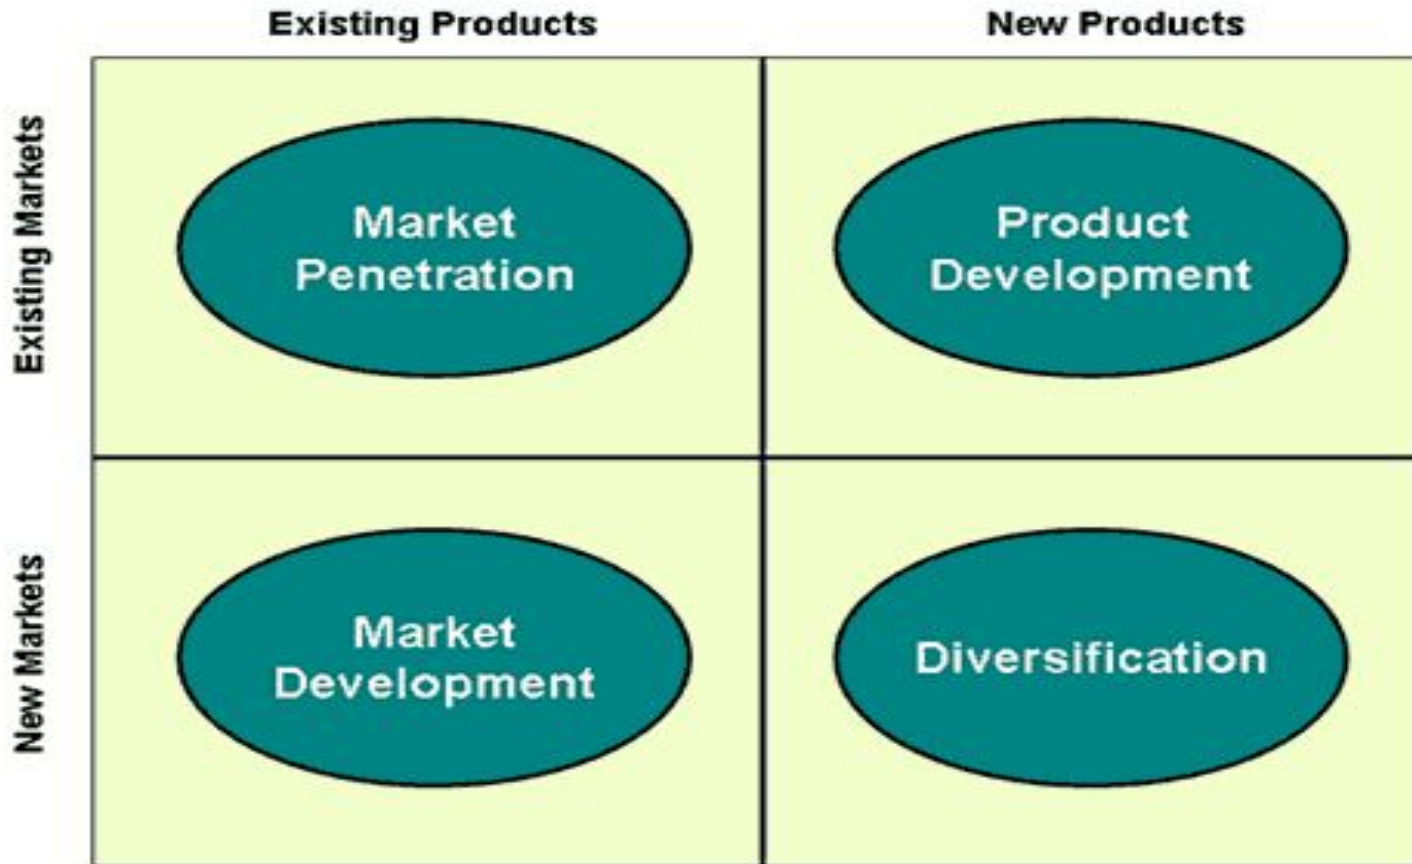 Existing Products
New Products
Existing Markets
Market
Penetration
Product
Development
New Markets
Market
Development
Diversification